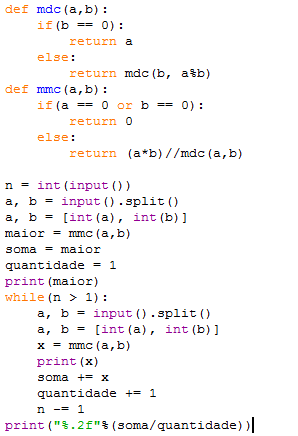 def mdc(a,b):
    if(b == 0):
        return a
    else:
        return mdc(b, a%b)
def mmc(a,b):
    if(a == 0 or b == 0):
        return 0
    else:
        return (a*b)//mdc(a,b)

n = int(input())
a, b = input().split()
a, b = [int(a), int(b)]
maior = mmc(a,b)
soma = maior
quantidade = 1
print(maior)
while(n > 1):
    a, b = input().split()
    a, b = [int(a), int(b)]
    x = mmc(a,b)
    print(x)
    soma += x
    quantidade += 1
    n -= 1
print("%.2f"%(soma/quantidade))